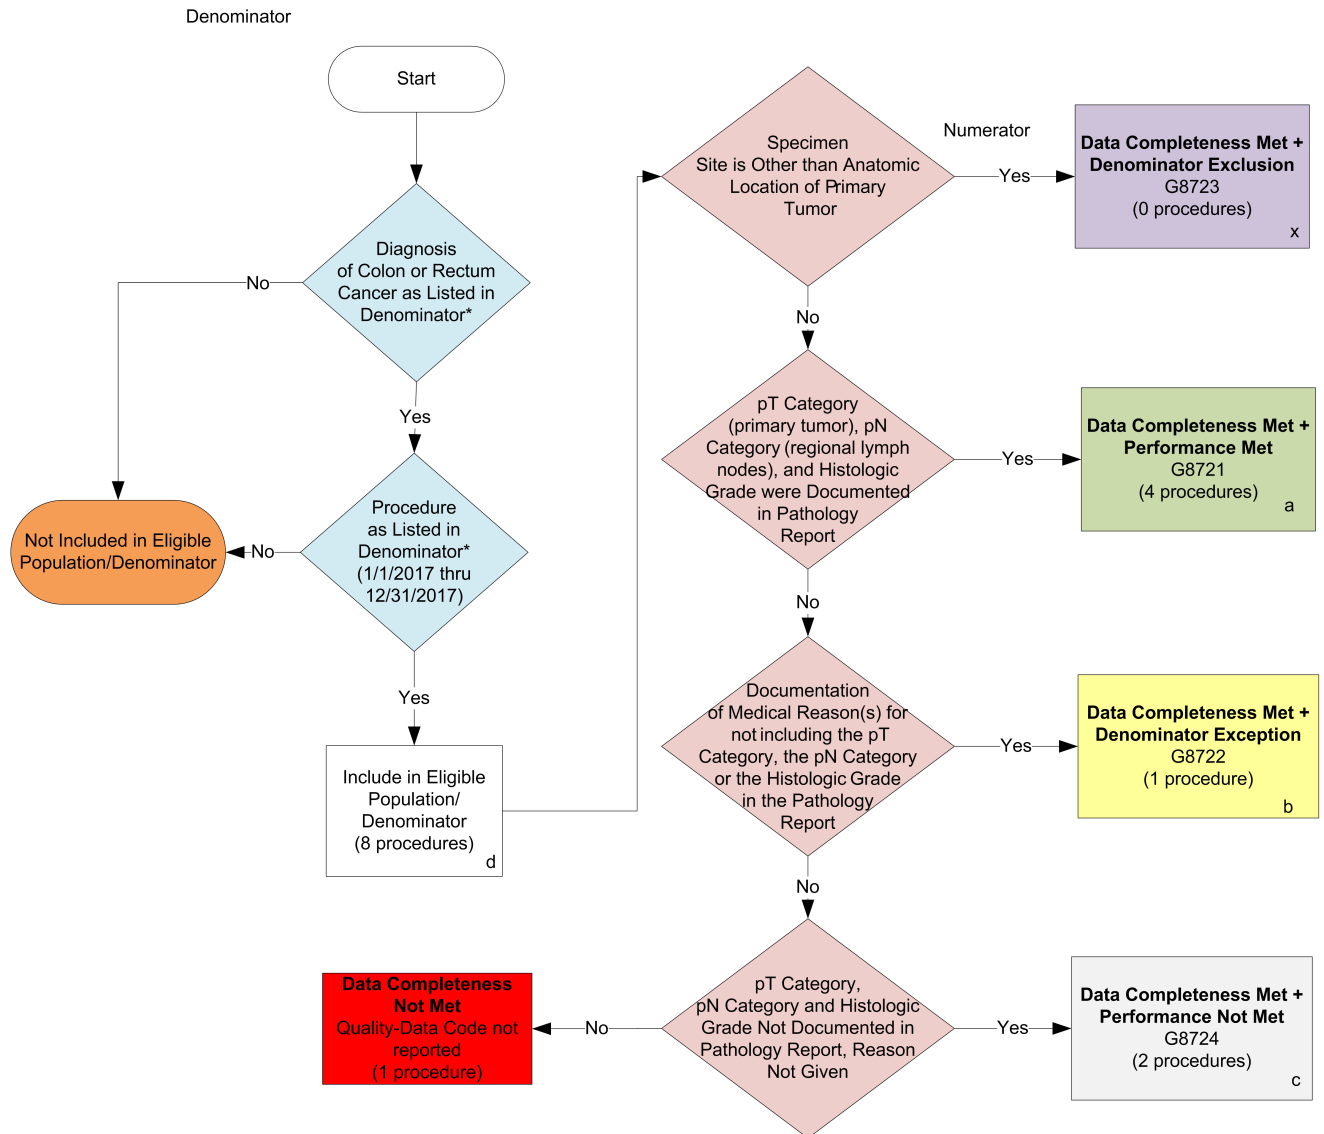 Denominator
Start
Diagnosis
of Colon or Rectum
Cancer as Listed in
Denominator*
No
Yes
Procedure
as Listed in
Denominator*
(1/1/2017 thru
12/31/2017)
No
Not Included in Eligible
Population/Denominator
Yes
Include in Eligible
Population/
Denominator
(8 procedures)
d
Specimen
Site is Other than Anatomic
Location of Primary
Tumor
Numerator
Yes
Data Completeness Met +
Denominator Exclusion
G8723
(0 procedures)
x
No
pT Category
(primary tumor), pN
Category (regional lymph
nodes), and Histologic
Grade were Documented
in Pathology
Report
Yes
Data Completeness Met +
Performance Met
G8721
(4 procedures)
a
No
Documentation
of Medical Reason(s) for
not including the pT
Category, the pN Category
or the Histologic Grade
in the Pathology
Report
Yes
Data Completeness Met +
Denominator Exception
G8722
(1 procedure)
b
No
pT Category,
pN Category and Histologic
Grade Not Documented in
Pathology Report, Reason
Not Given
Yes
Data Completeness Met +
Performance Not Met
G8724
(2 procedures)
c
No
Data Completeness
Not Met
Quality-Data Code not
reported
(1 procedure)